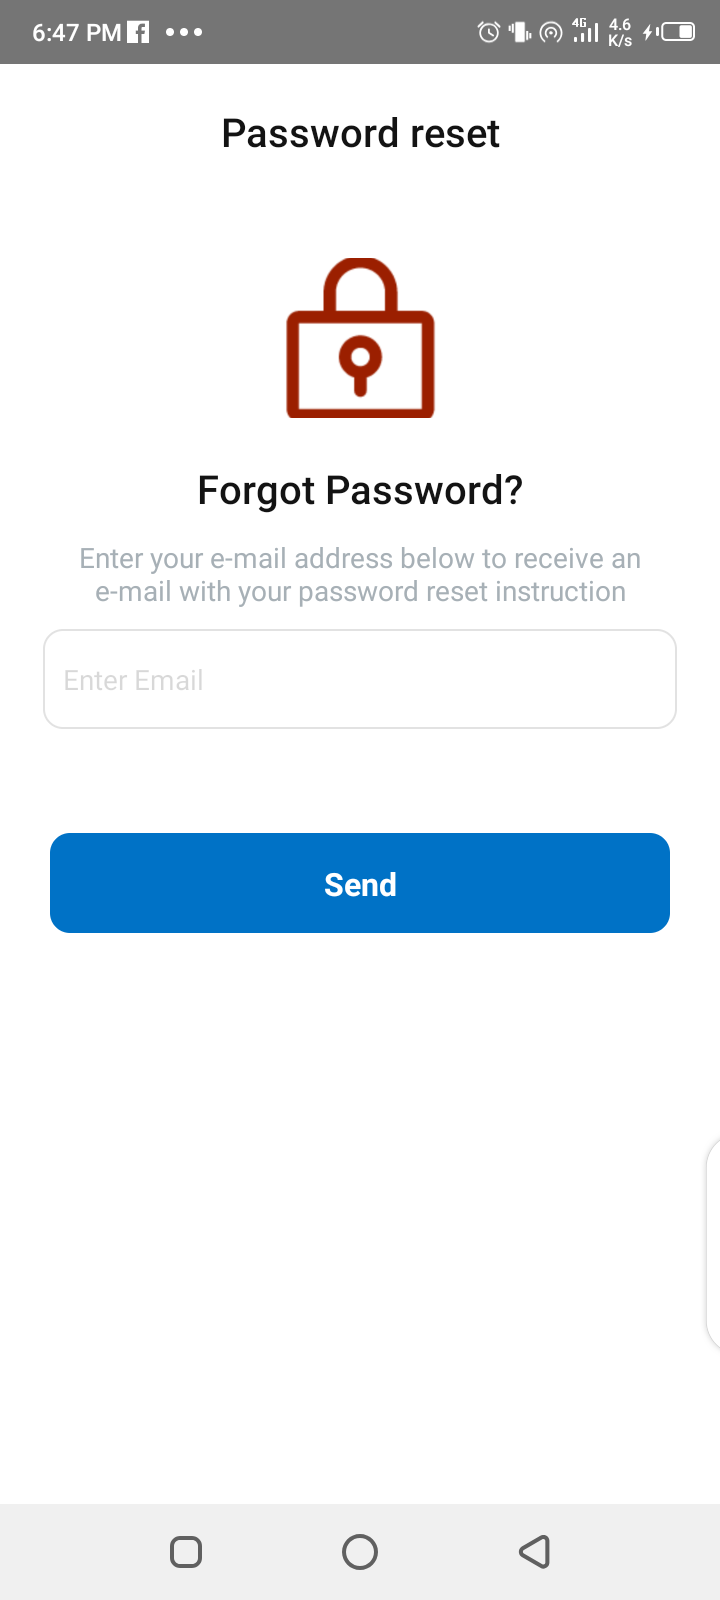 6:47 PM
4G
4.6
K/s
Password reset
Forgot Password?
Enter your e-mail address below to receive an
e-mail with your password reset instruction
Enter Email
Send